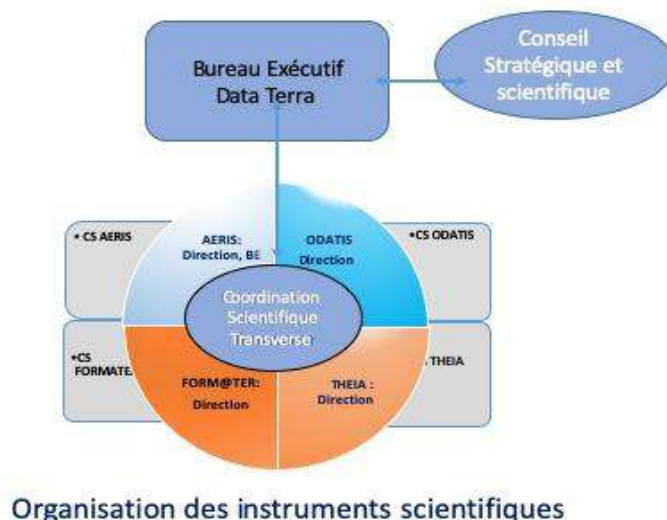 Bureau Exécutif
Data Terra
Conseil
Stratégique et
scientifique
• CS AERIS
AERIS:
Direction, BE
ODATIS
Direction
•CS ODATIS
Coordination
Scientifique
Transverse
•CS
FORM@TER:
Direction
THEIA :
Direction
THEIA
Organisation des instruments scientifiques